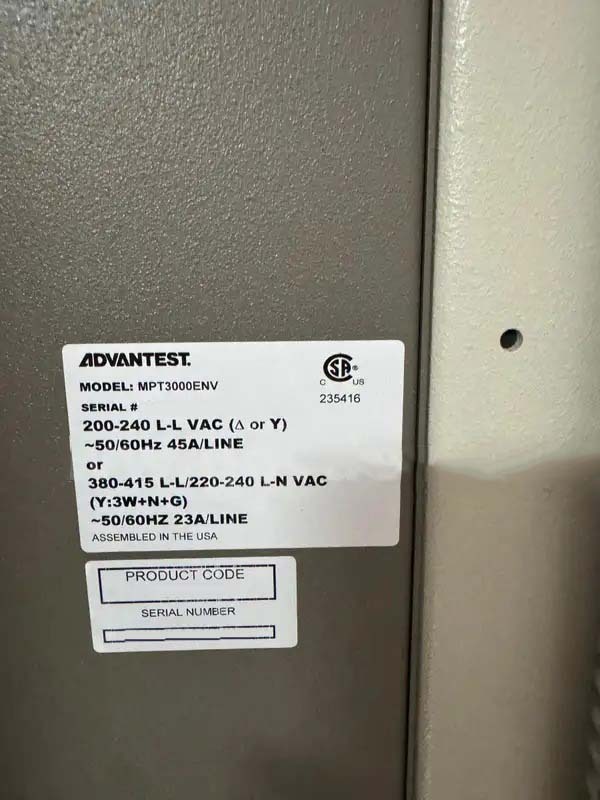 ADVANTEST.
MODEL: MPT3000ENV
SERIAL #
200-240 L-L VAC (Δ or Y)
~50/60Hz 45A/LINE
or
380-415 L-L/220-240 L-N VAC
(Y:3W+N+G)
~50/60HZ 23A/LINE
ASSEMBLED IN THE USA
SA®
C US
235416
PRODUCT CODE
SERIAL NUMBER